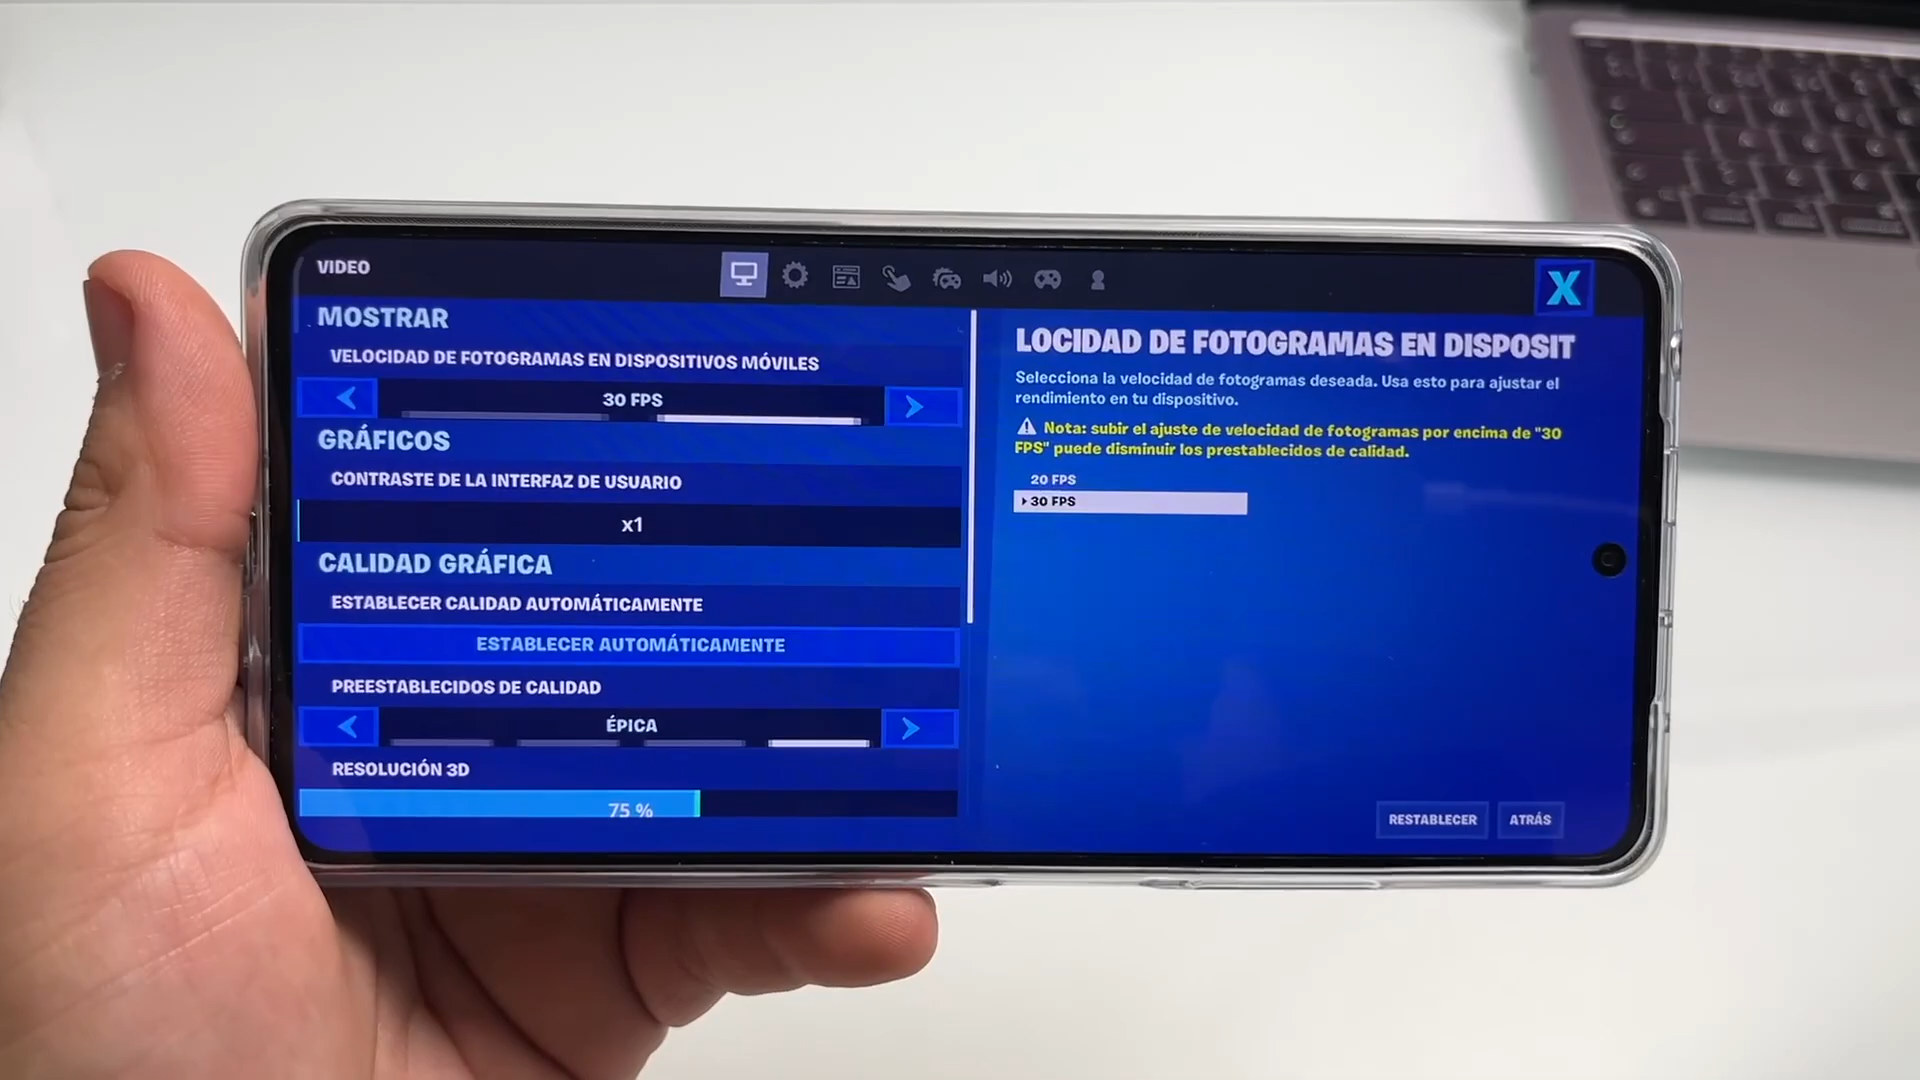 VIDEO
X
MOSTRAR
VELOCIDAD DE FOTOGRAMAS EN DISPOSITIVOS MÓVILES
30 FPS
GRÁFICOS
CONTRASTE DE LA INTERFAZ DE USUARIO
x1
CALIDAD GRÁFICA
ESTABLECER CALIDAD AUTOMÁTICAMENTE
ESTABLECER AUTOMÁTICAMENTE
PREESTABLECIDOS DE CALIDAD
ÉPICA
RESOLUCIÓN 3D
75 %
LOCIDAD DE FOTOGRAMAS EN DISPOSIT
Selecciona la velocidad de fotogramas deseada. Usa esto para ajustar el
rendimiento en tu dispositivo.
Nota: subir el ajuste de velocidad de fotogramas por encima de "30
FPS" puede disminuir los prestablecidos de calidad.
20 FPS
30 FPS
RESTABLECER
ATRÁS